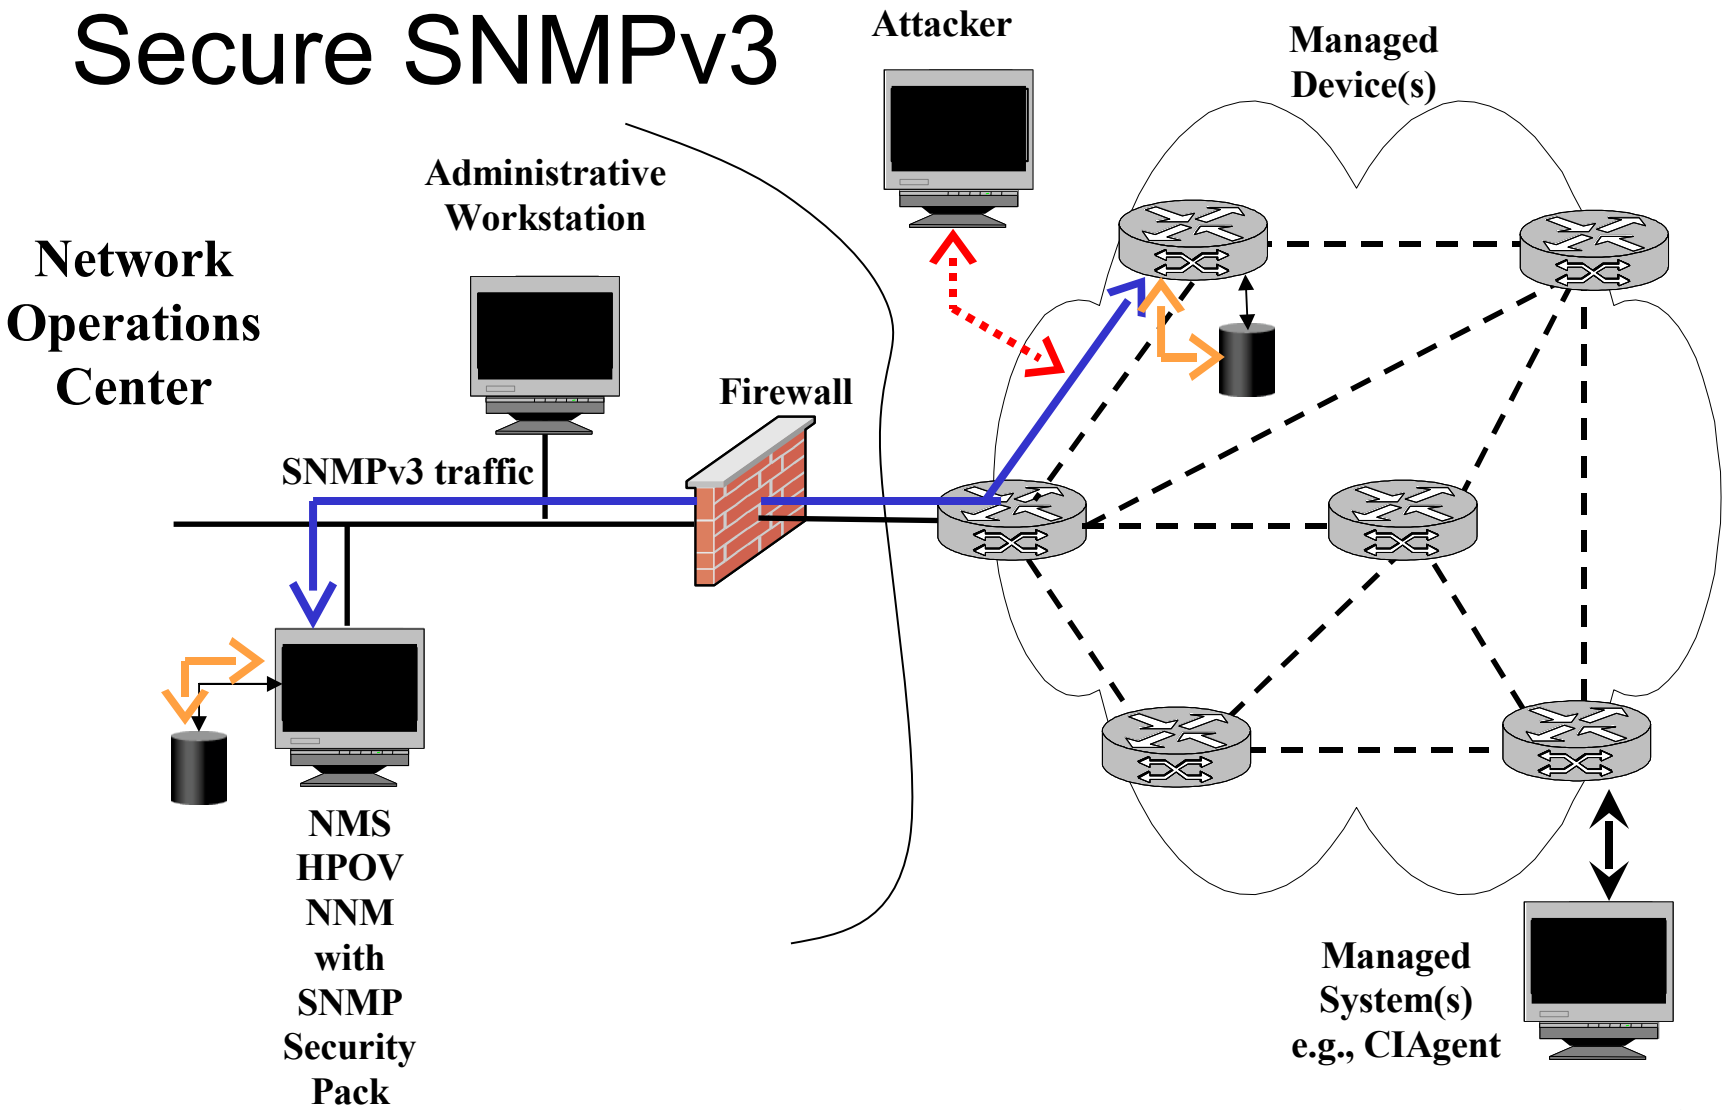 Secure SNMPv3
Attacker
Managed
Device(s)
Administrative
Workstation
Network
Operations
Center
Firewall
SNMPv3 traffic
NMS
HPOV
NNM
with
SNMP
Security
Pack
Managed
System(s)
e.g., CIAgent